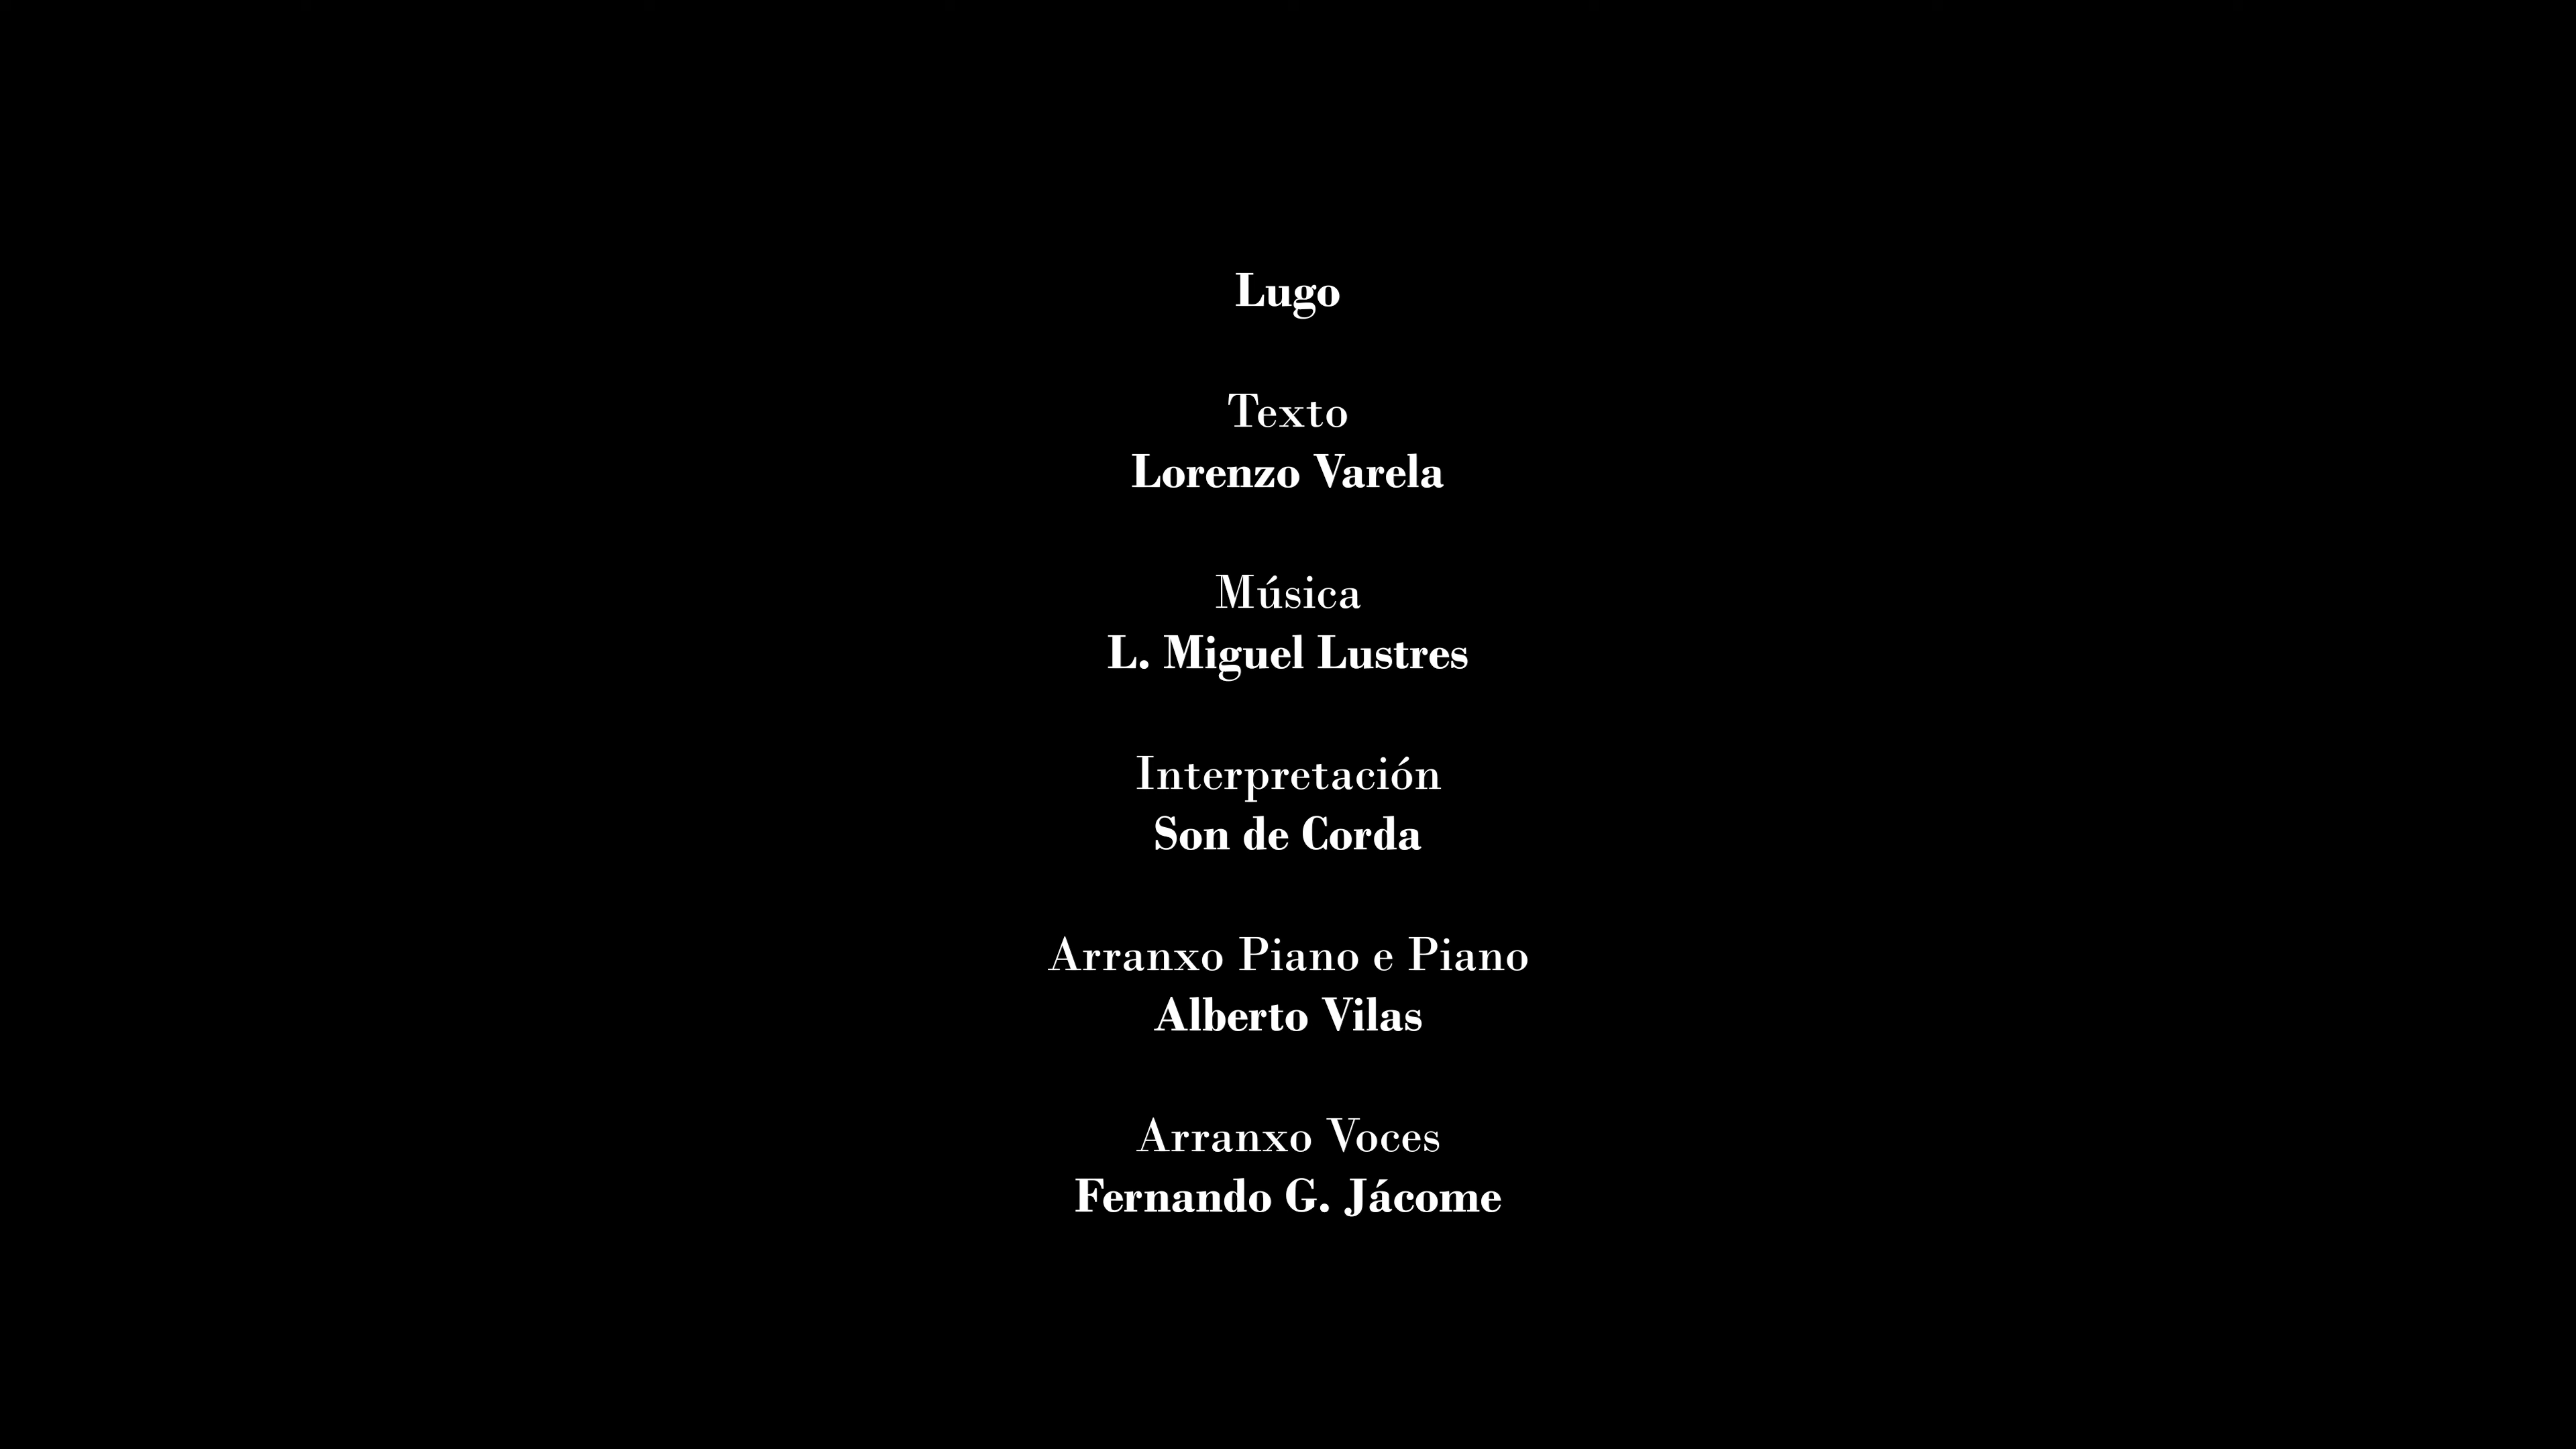 Lugo
Texto
Lorenzo Varela
Música
L. Miguel Lustres
Interpretación
Son de Corda
Arranxo Piano e Piano
Alberto Vilas
Arranxo Voces
Fernando G. Jácome